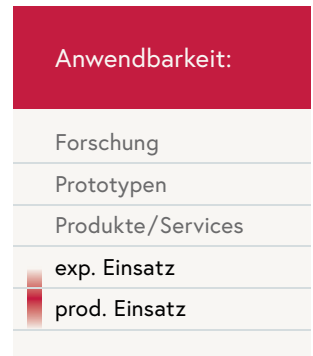 Anwendbarkeit:
Forschung
Prototypen
Produkte/Services
exp. Einsatz
prod. Einsatz